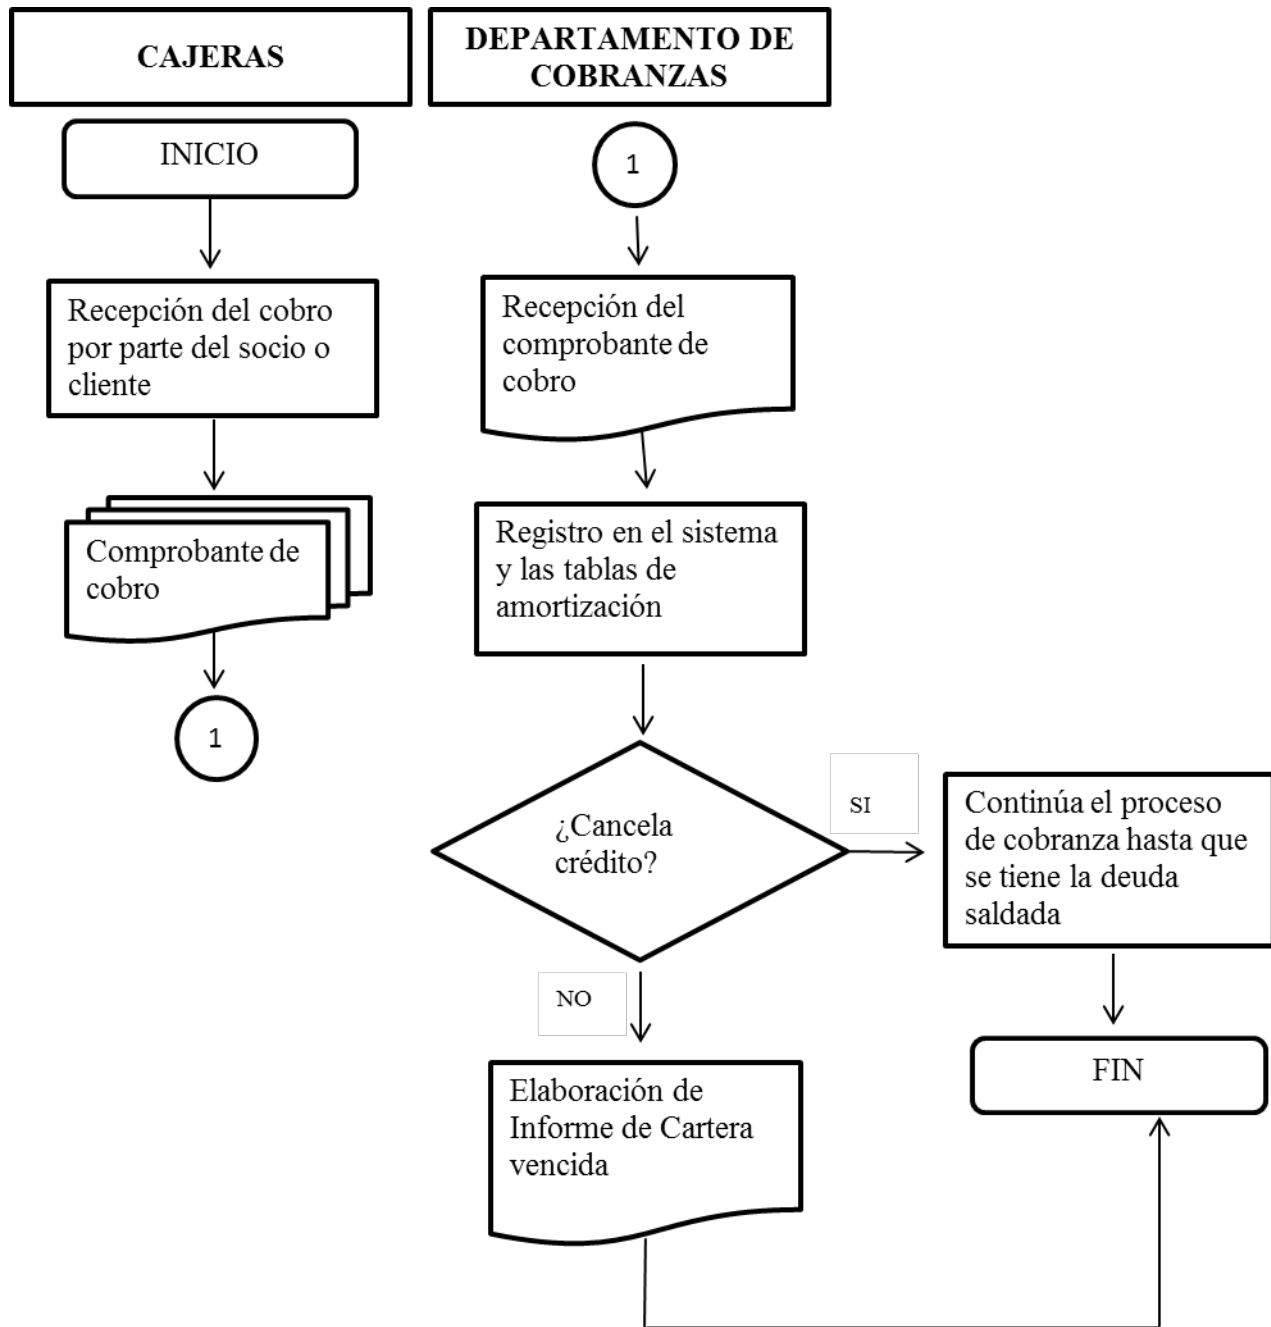 CAJERAS
DEPARTAMENTO DE
COBRANZAS
INICIO
Recepción del cobro
por parte del socio o
cliente
Comprobante de
cobro
1
1
Recepción del
comprobante de
cobro
Registro en el sistema
y las tablas de
amortización
¿Cancela
crédito?
SI
Continúa el proceso
de cobranza hasta que
se tiene la deuda
saldada
NO
Elaboración de
Informe de Cartera
vencida
FIN